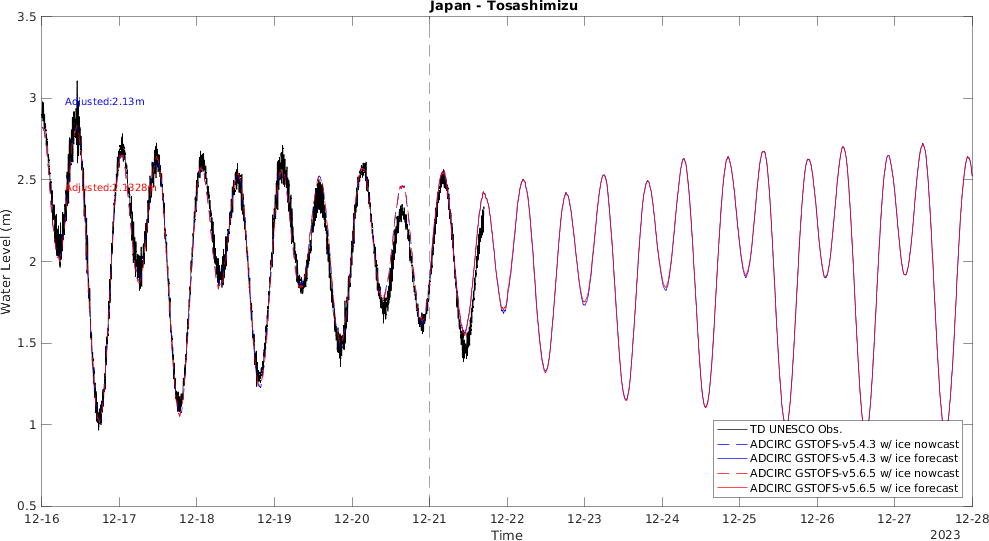 Japan - Tosashimizu
3.5
3
2.5
2
1.5
1
0.5
Water Level (m)
Adjusted:2.13m
Adjusted:2.1328m
12-16
12-17
12-18
12-19
12-20
12-21
12-22
12-23
12-24
12-25
12-26
12-27
12-28
Time
2023
TD UNESCO Obs.
ADCIRC GSTOFS-v5.4.3 w/ ice nowcast
ADCIRC GSTOFS-v5.4.3 w/ ice forecast
ADCIRC GSTOFS-v5.6.5 w/ ice nowcast
ADCIRC GSTOFS-v5.6.5 w/ ice forecast